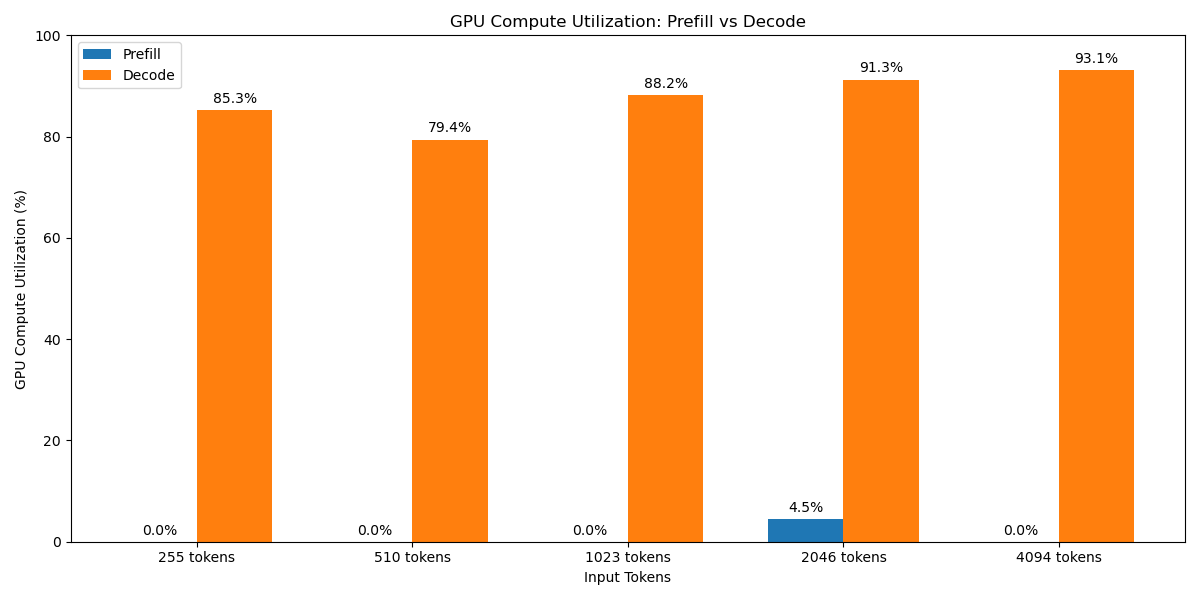 GPU Compute Utilization: Prefill vs Decode
Prefill
Decode
GPU Compute Utilization (%)
100
80
60
40
20
0
0.0%
85.3%
0.0%
79.4%
0.0%
88.2%
4.5%
91.3%
0.0%
93.1%
255 tokens
510 tokens
1023 tokens
2046 tokens
4094 tokens
Input Tokens